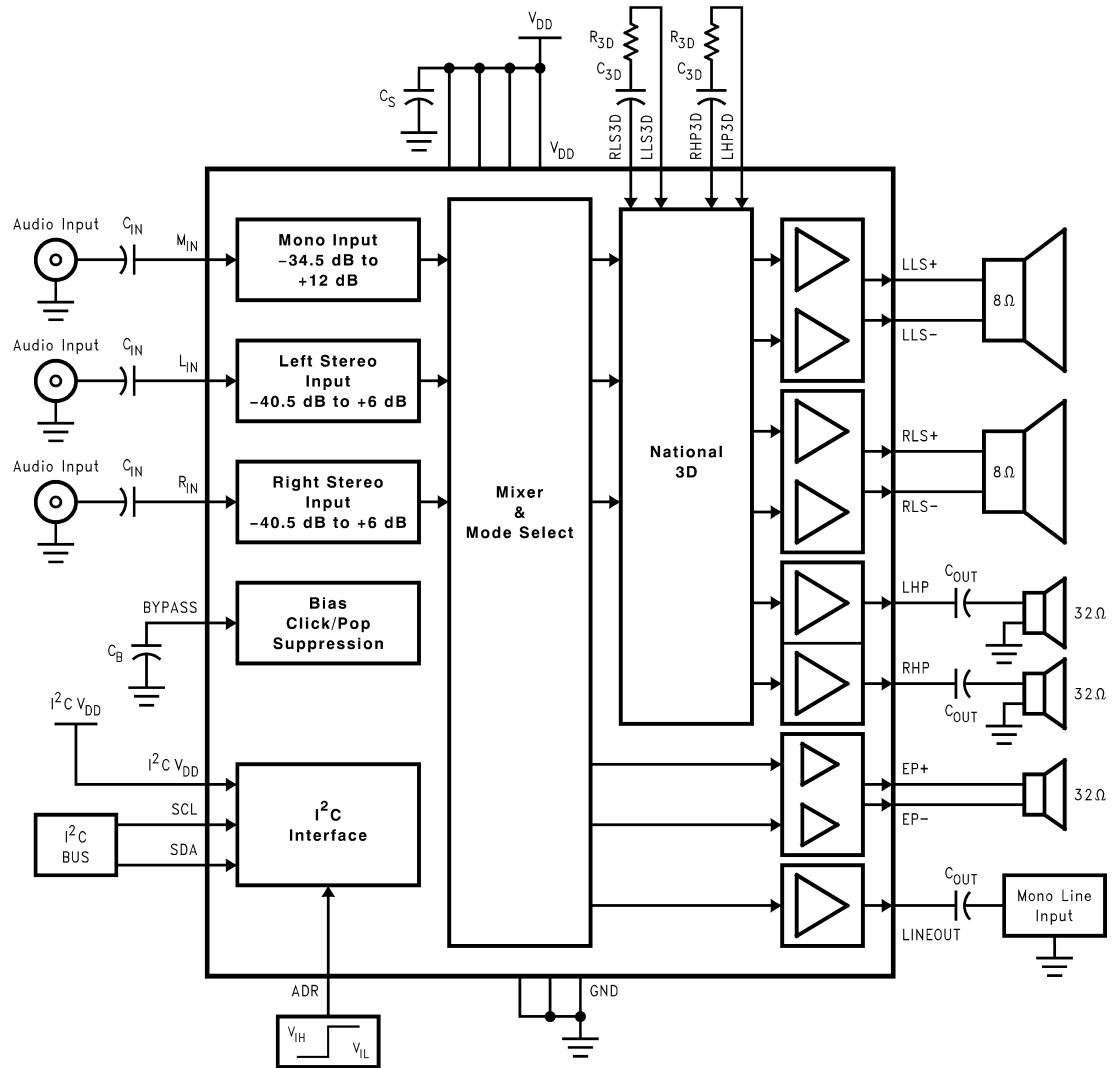 V_DD
R_3D
R_3D
C_3D
C_3D
C_S
RLS3D
LLS3D
RHP3D
LHP3D
V_DD
Audio Input
C_IN
M_IN
Mono Input
−34.5 dB to
+12 dB
LLS+
8Ω
LLS-
Audio Input
C_IN
L_IN
Left Stereo
Input
−40.5 dB to +6 dB
Audio Input
C_IN
R_IN
Right Stereo
Input
−40.5 dB to +6 dB
Mixer
&
Mode Select
National
3D
RLS+
8Ω
RLS-
BYPASS
C_B
Bias
Click/Pop
Suppression
LHP
C_OUT
32Ω
RHP
C_OUT
32Ω
I²C V_DD
I²C V_DD
SCL
SDA
I²C
BUS
I²C
Interface
EP+
EP-
32Ω
C_OUT
LINEOUT
Mono Line
Input
ADR
V_IH
V_IL
GND